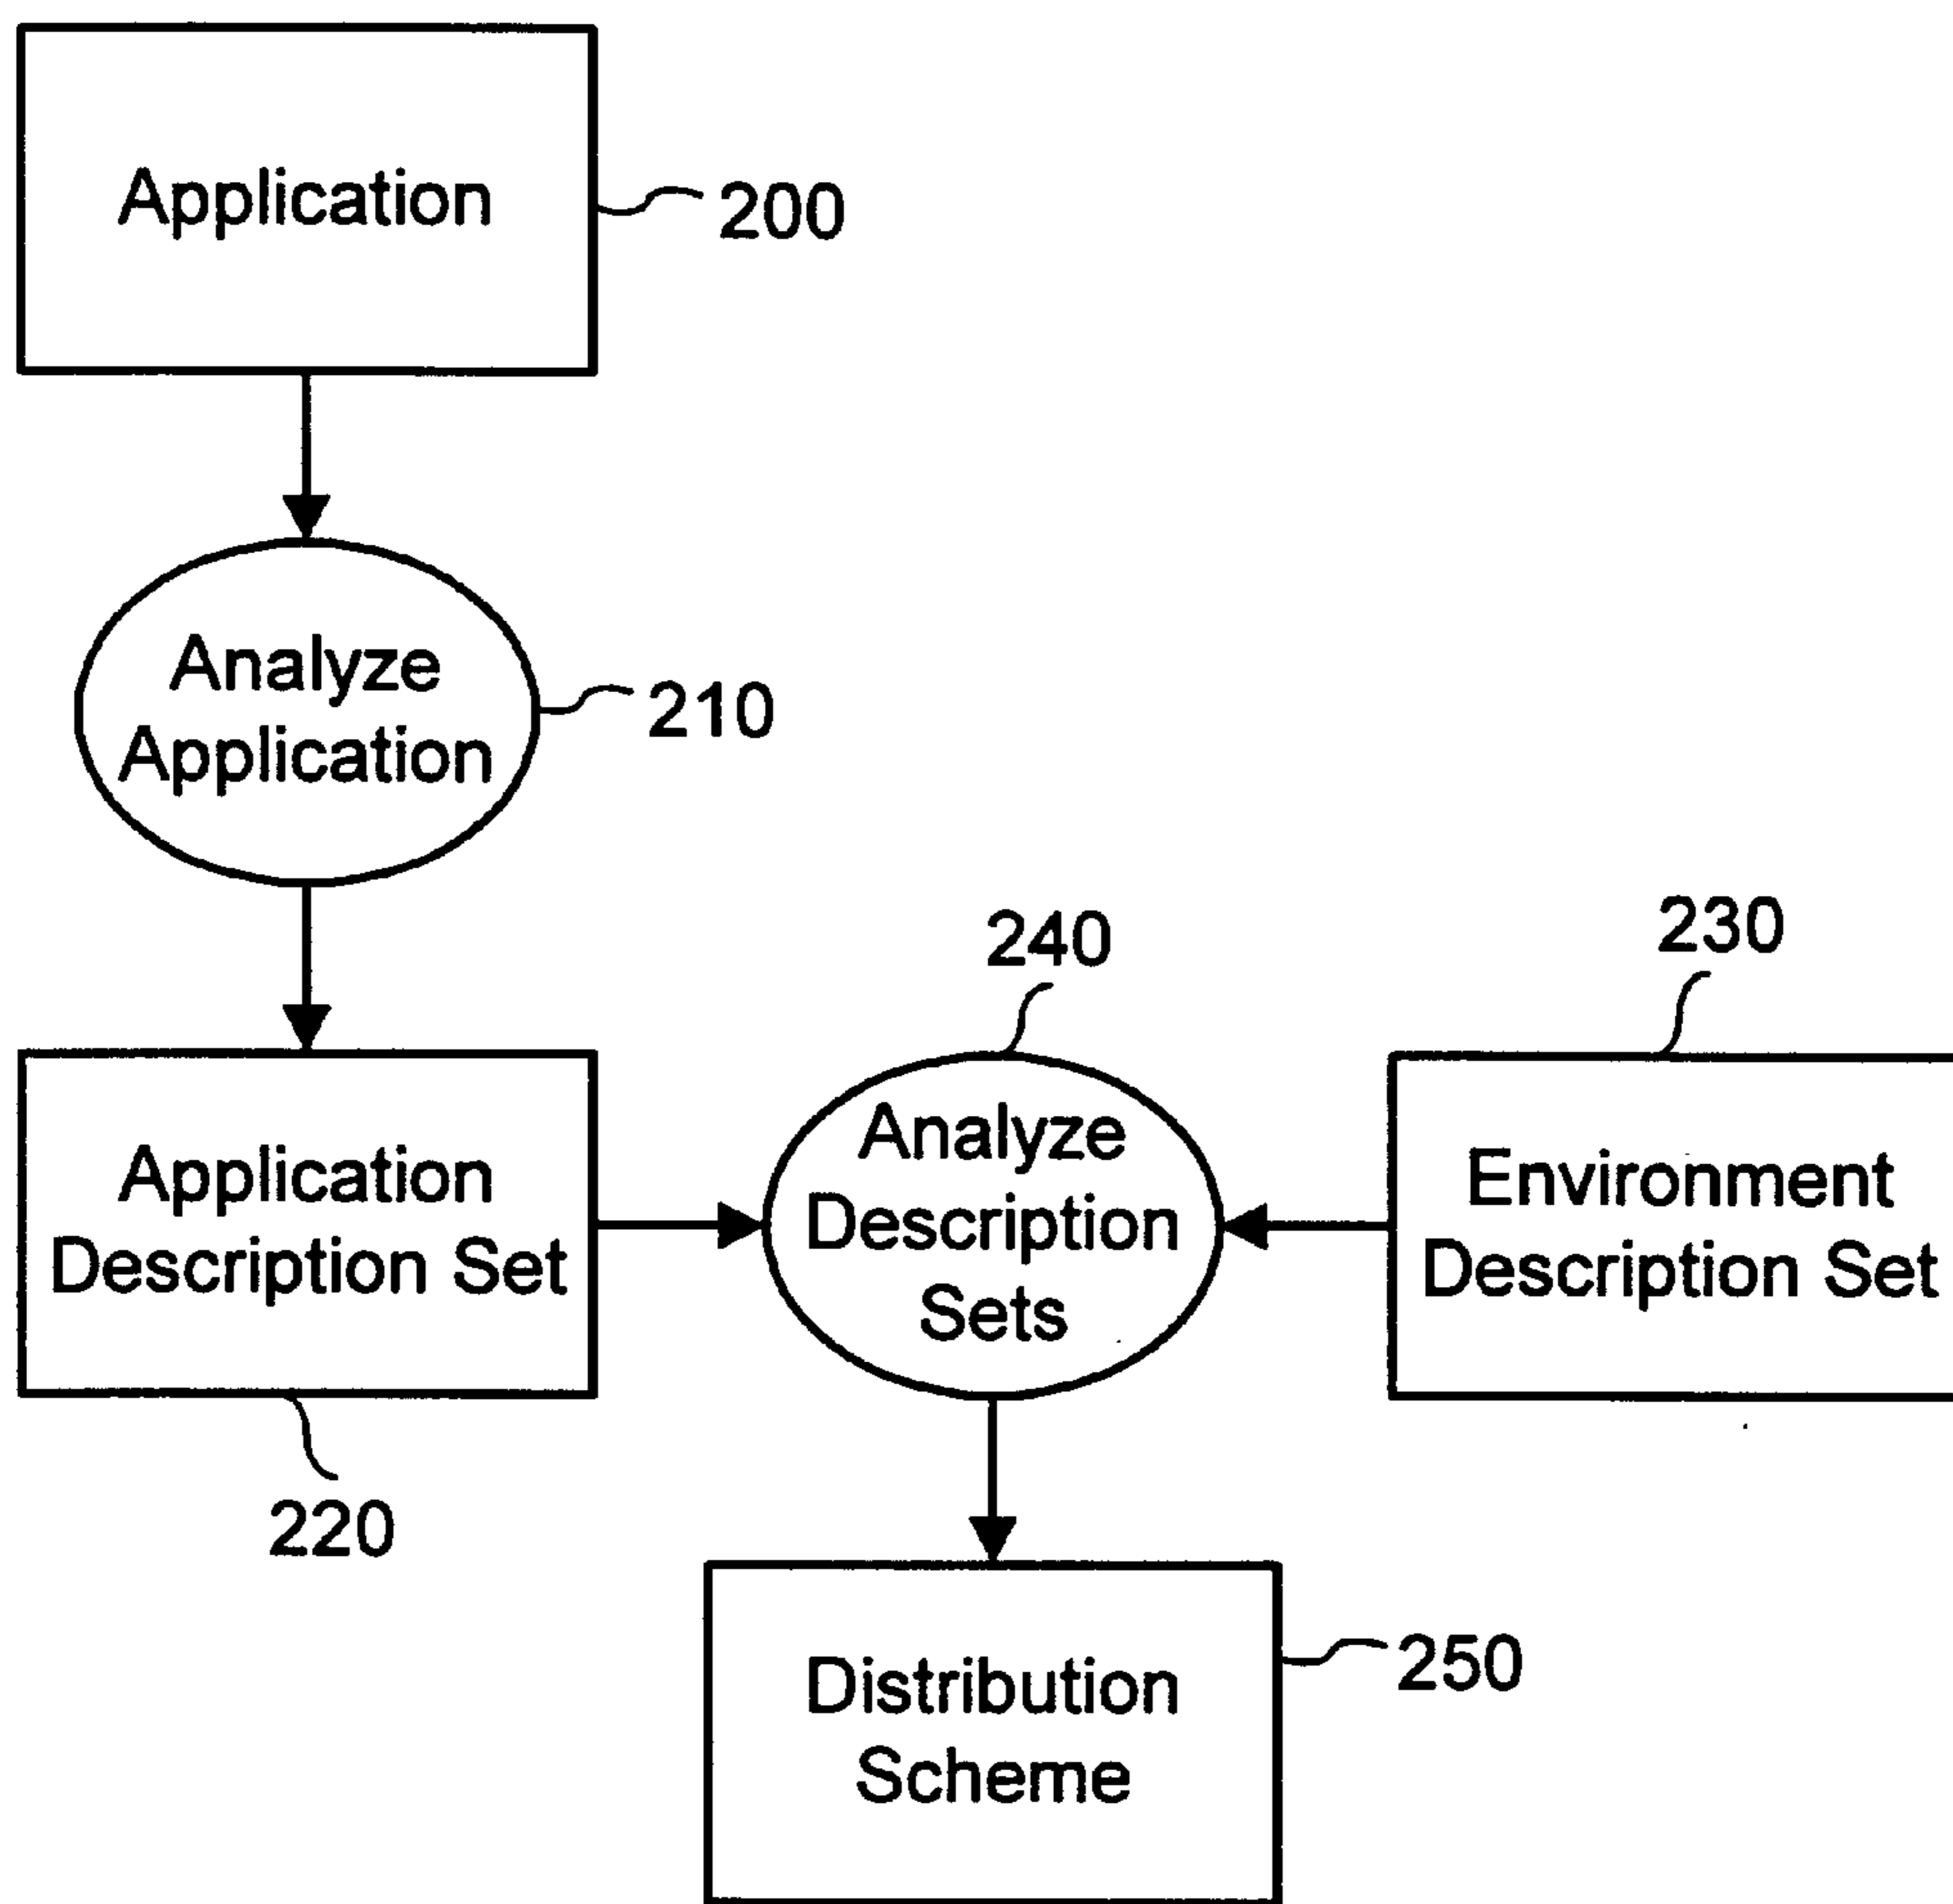 Application
200
Analyze
Application
210
240
230
Application
Description Set
Analyze
Description
Sets
Environment
Description Set
220
Distribution
Scheme
250